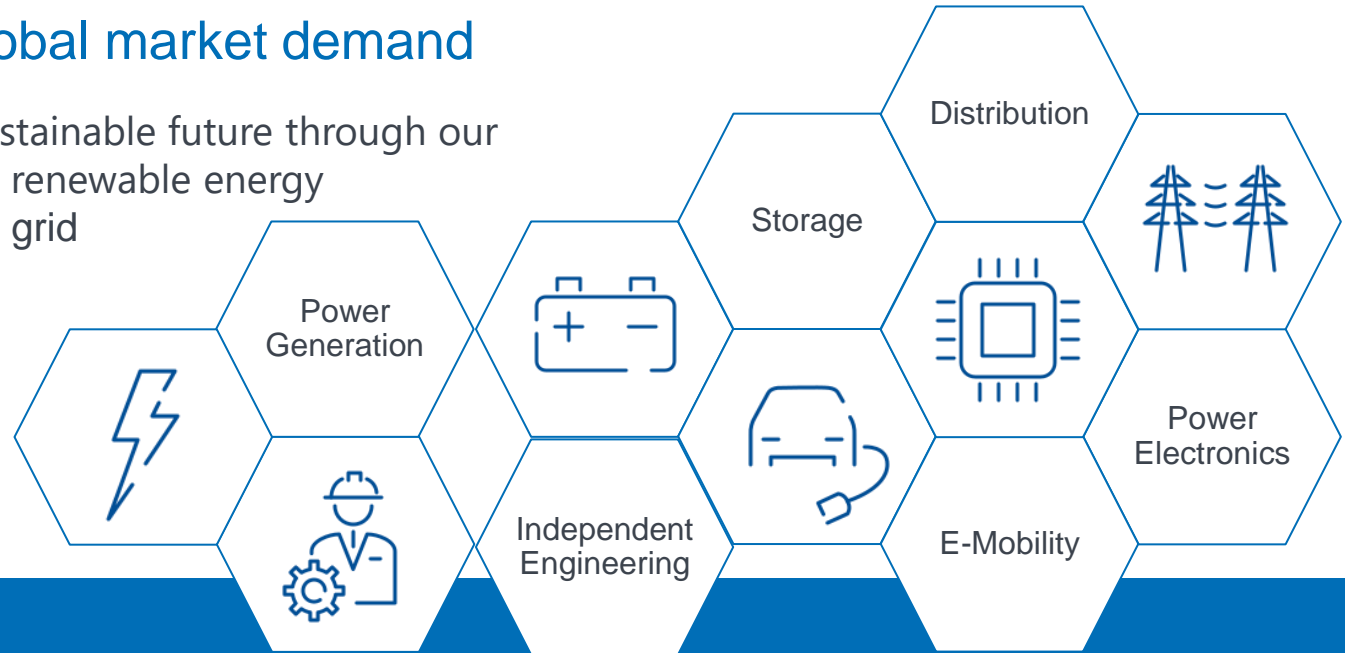 obal market demand
stainable future through our
renewable energy
grid
Distribution
Storage
Power
Generation
Power
Electronics
Independent
Engineering
E-Mobility